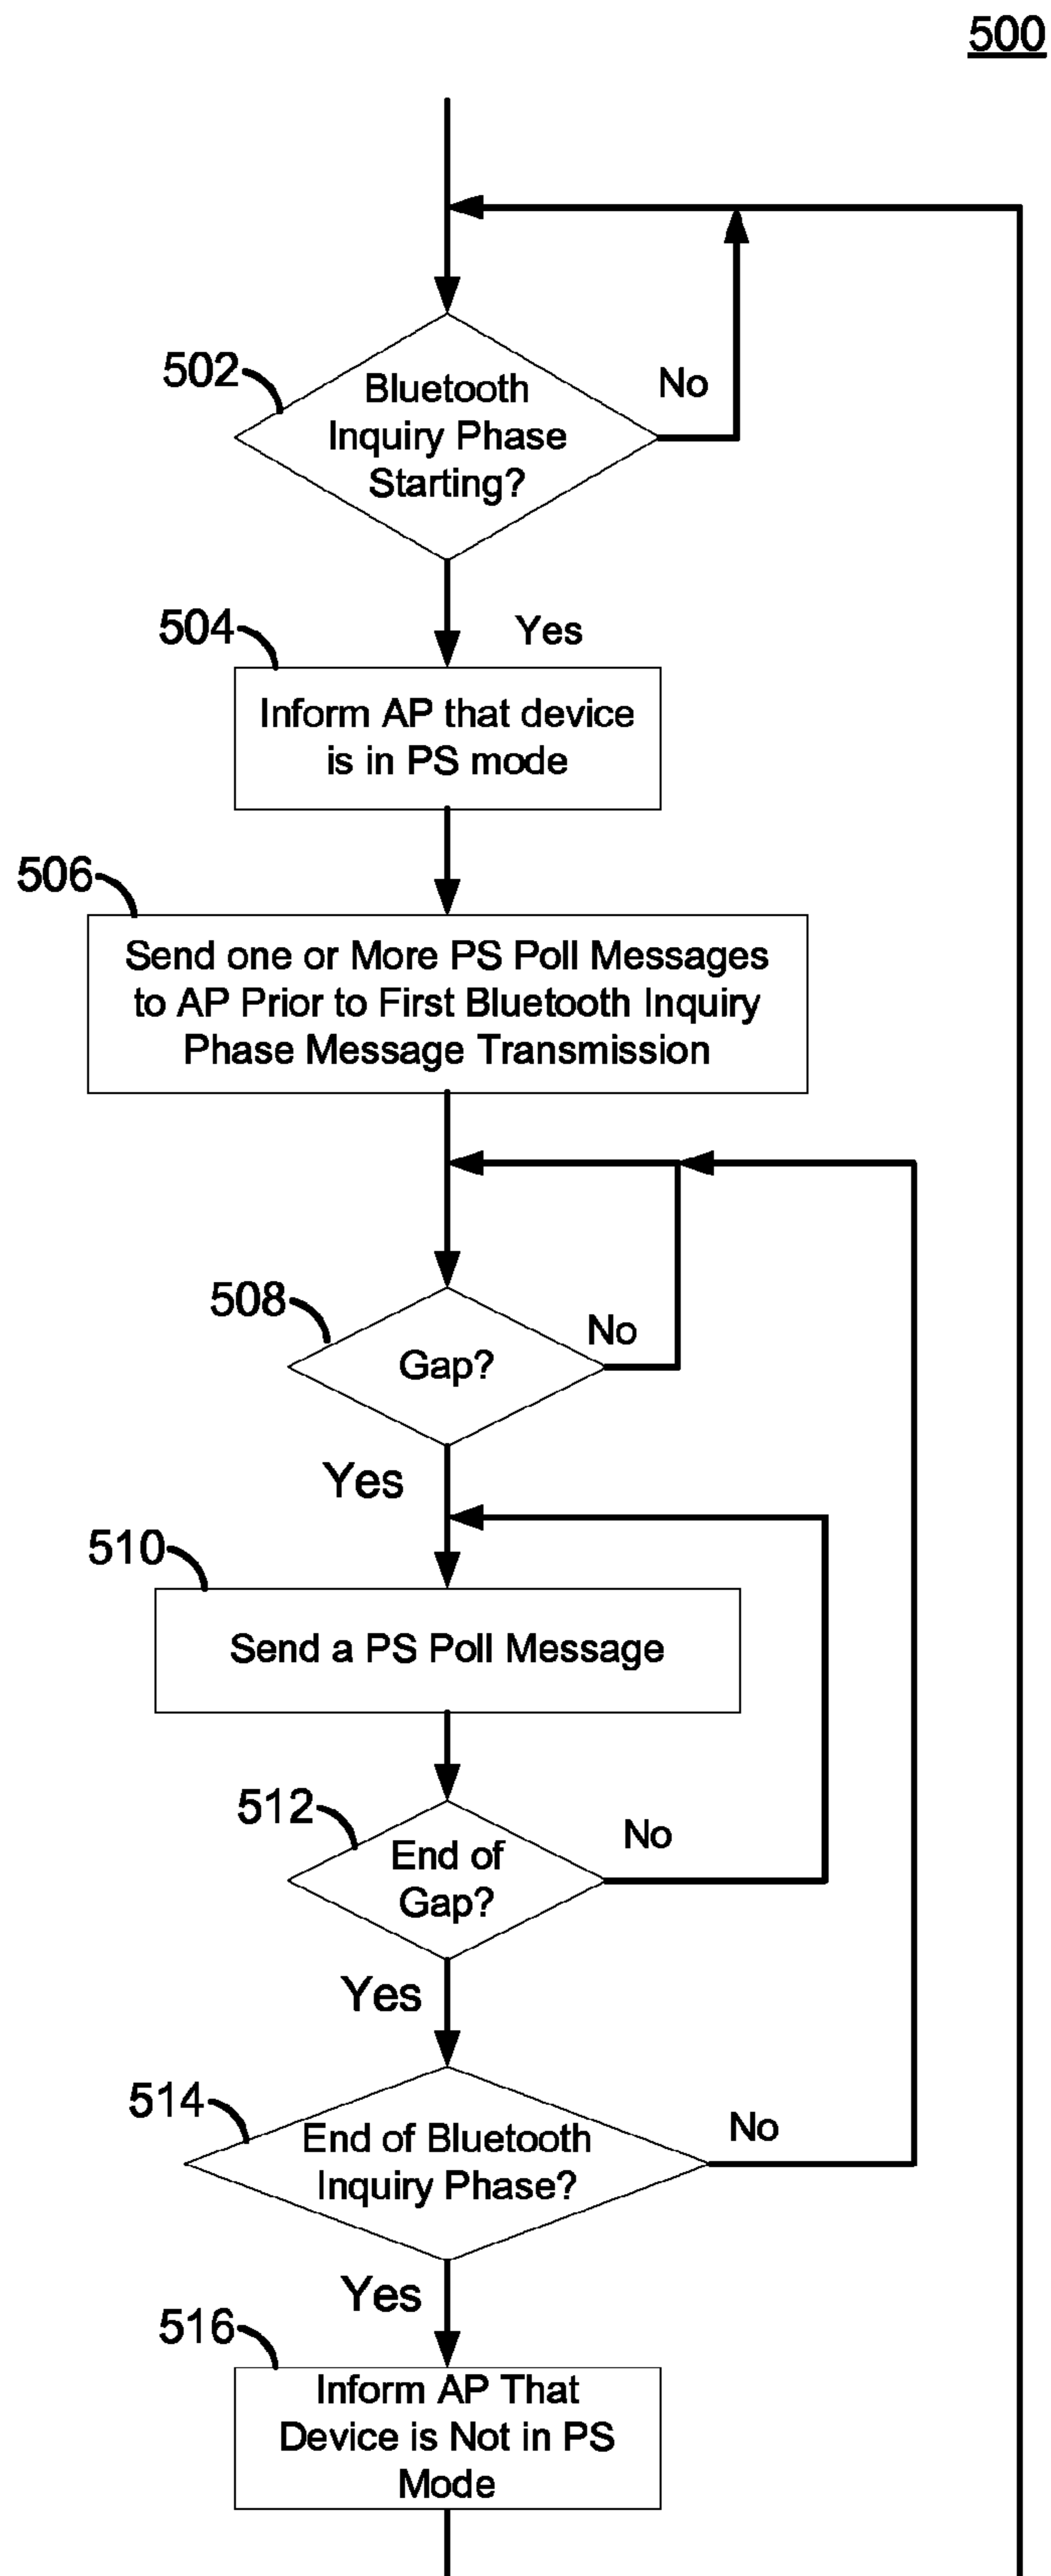 500
502
Bluetooth
Inquiry Phase
Starting?
No
Yes
504
Inform AP that device
is in PS mode
506
Send one or More PS Poll Messages
to AP Prior to First Bluetooth Inquiry
Phase Message Transmission
508
Gap?
No
Yes
510
Send a PS Poll Message
512
End of
Gap?
No
Yes
514
End of Bluetooth
Inquiry Phase?
No
Yes
516
Inform AP That
Device is Not in PS
Mode